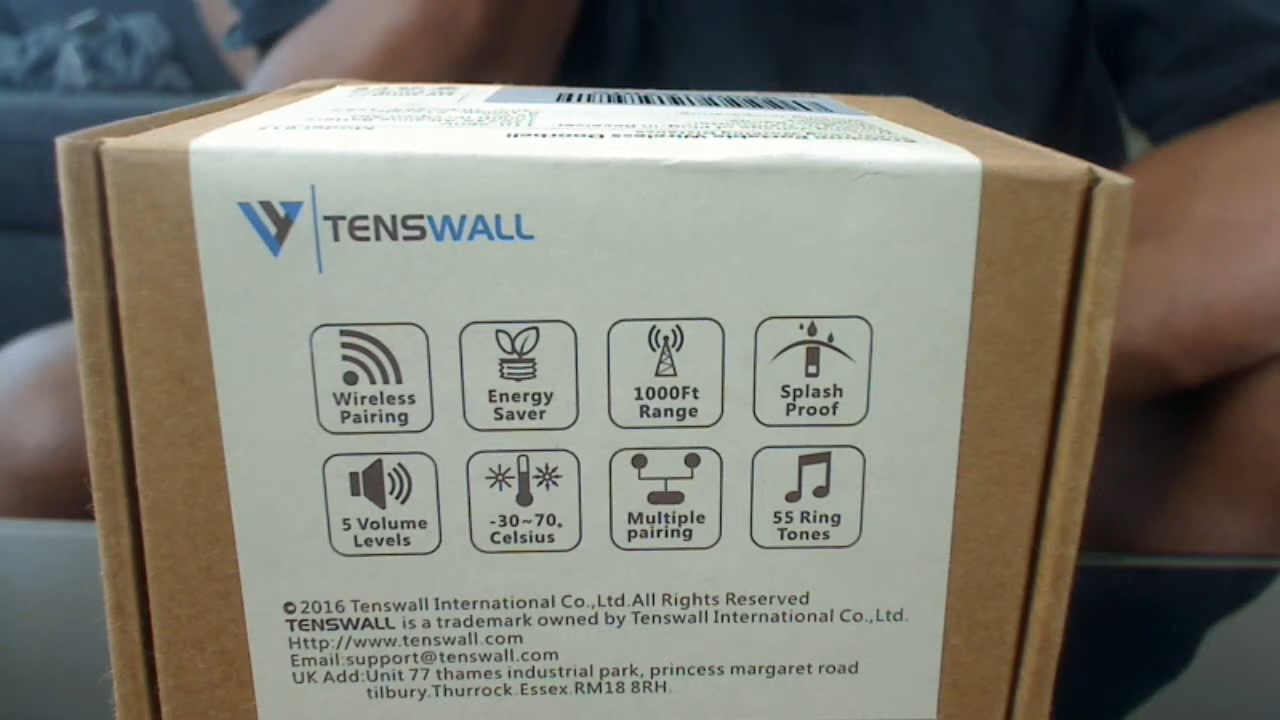 Wireless Doorbell
TENSWALL
Wireless
Pairing
Energy
Saver
1000Ft
Range
Splash
Proof
5 Volume
Levels
-30~70°
Celsius
Multiple
pairing
55 Ring
Tones
©2016 Tenswall International Co.,Ltd.All Rights Reserved
TENSWALL is a trademark owned by Tenswall International Co.,Ltd.
Http://www.tenswall.com
Email:support@tenswall.com
UK Add:Unit 77 thames industrial park, princess margaret road
tilbury.Thurrock.Essex.RM18 8RH.